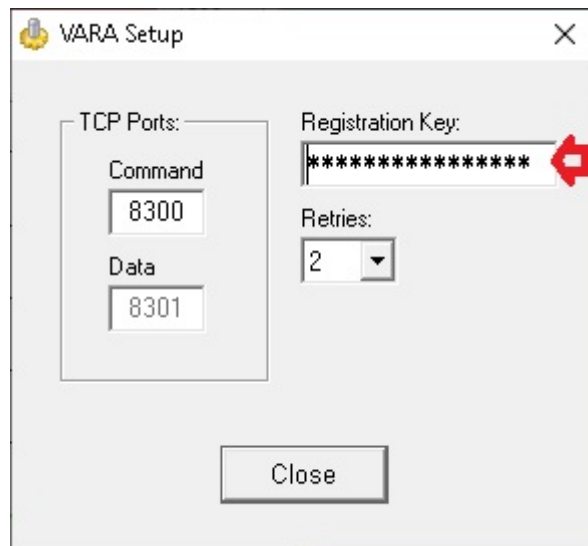 VARA Setup
TCP Ports:
Command
8300
Data
8301
Registration Key:
****************
Retries:
2
Close